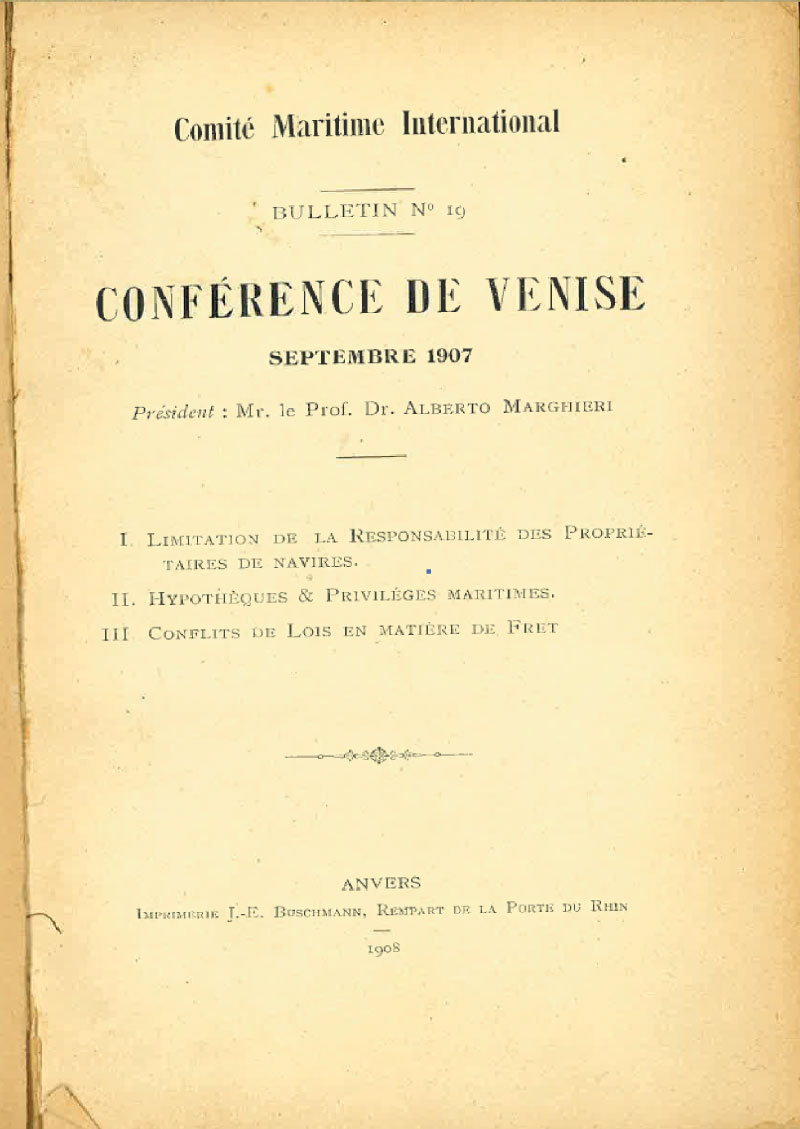 Comité Maritime International
BULLETIN Nº 19
CONFÉRENCE DE VENISE
SEPTEMBRE 1907
Président : Mr. le Prof. Dr. ALBERTO MARGHIERI
I. LIMITATION DE LA RESPONSABILITÉ DES PROPRIÉ-
TAIRES DE NAVIRES.
II. HYPOTHÈQUES & PRIVILÉGES MARITIMES.
III CONFLITS DE LOIS EN MATIÈRE DE FRET
ANVERS
IMPRIMERIE J.-E. BUSCHMANN, REMPART DE LA PORTE DU RHIN
1908